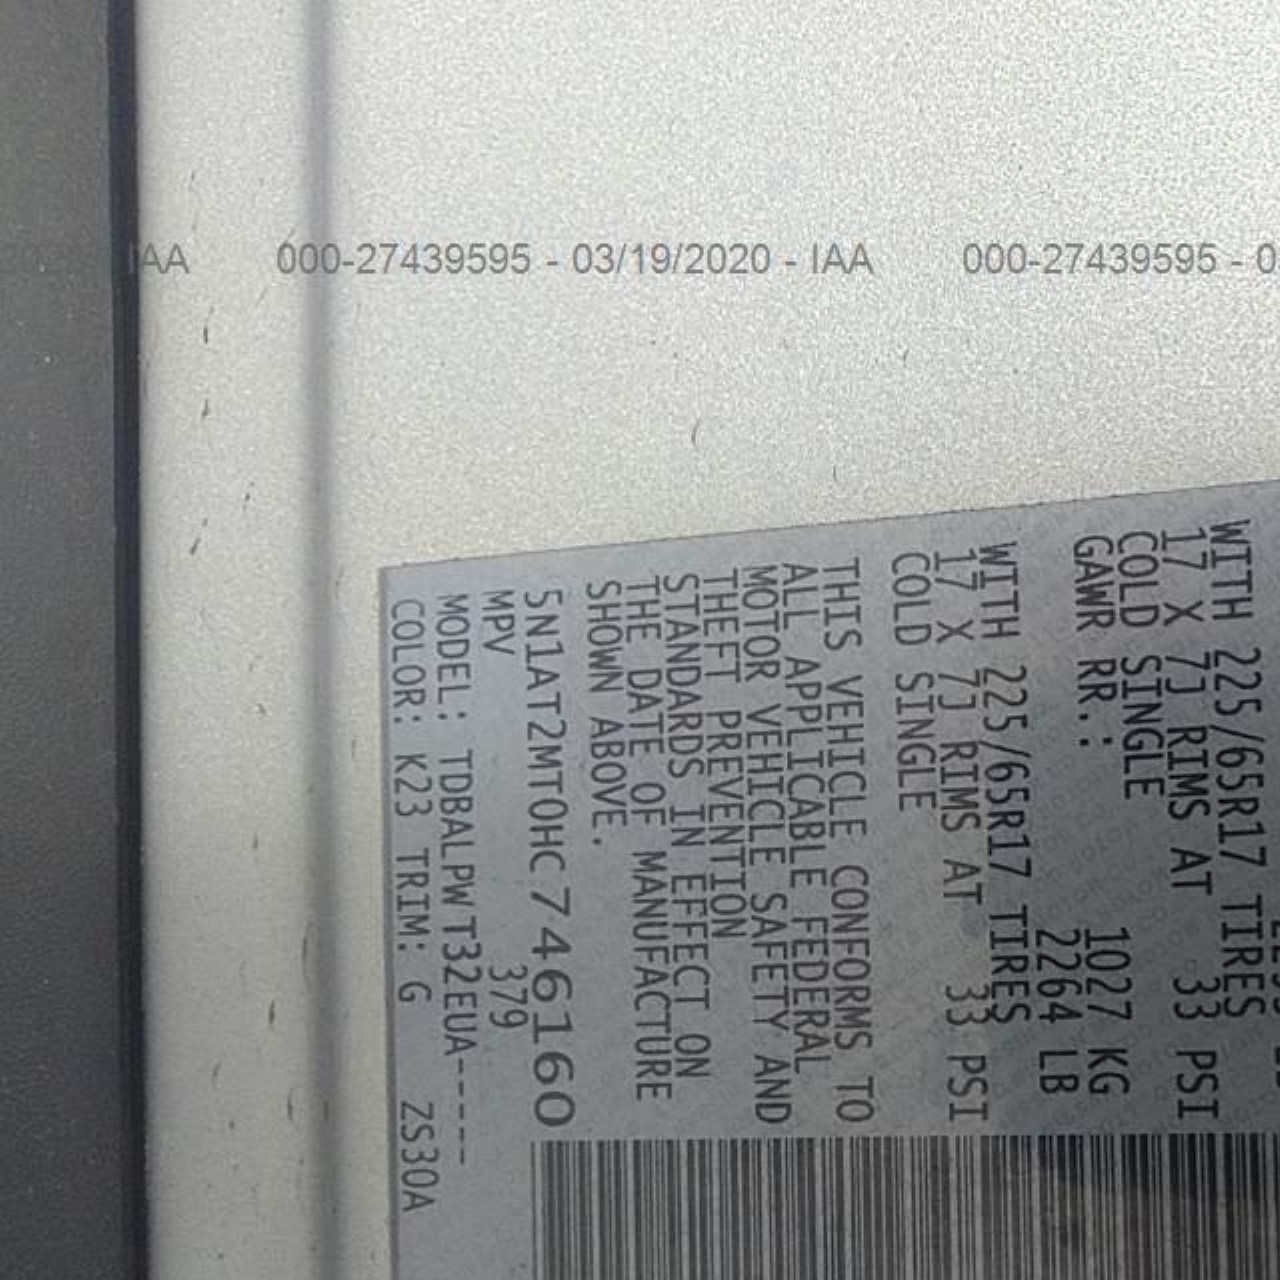 000-27439595 - 03/19/2020 - IAA
000-27439595 -
IAA
WITH 225/65R17 TIRES
17 X 7J RIMS AT 33 PSI
COLD SINGLE
GAWR RR.: 1027 KG
2264 LB
WITH 225/65R17 TIRES
17 X 7J RIMS AT 33 PSI
COLD SINGLE
THIS VEHICLE CONFORMS TO
ALL APPLICABLE FEDERAL
MOTOR VEHICLE SAFETY AND
THEFT PREVENTION
STANDARDS IN EFFECT ON
THE DATE OF MANUFACTURE
SHOWN ABOVE.
5N1AT2MT0HC746160
MPV 379
MODEL: TDBALPWT32EUA-----
COLOR: K23 TRIM: G ZS30A